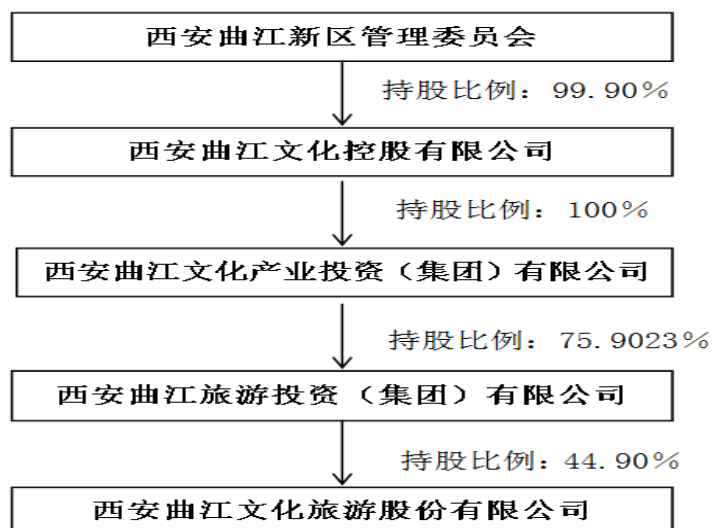 西安曲江新区管理委员会
持股比例：99.90%
西安曲江文化控股有限公司
持股比例：100%
西安曲江文化产业投资（集团）有限公司
持股比例：75.9023%
西安曲江旅游投资（集团）有限公司
持股比例：44.90%
西安曲江文化旅游股份有限公司